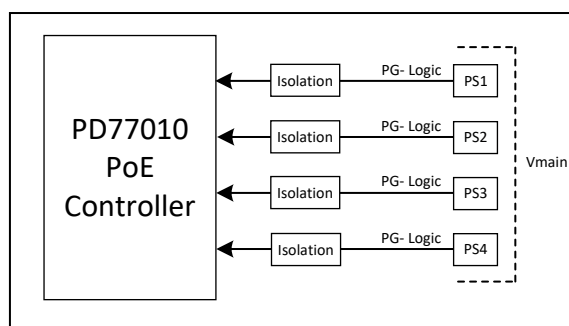 PD77010
PoE
Controller
Isolation
PG- Logic
PS1
Isolation
PG- Logic
PS2
Isolation
PG- Logic
PS3
Isolation
PG- Logic
PS4
Vmain